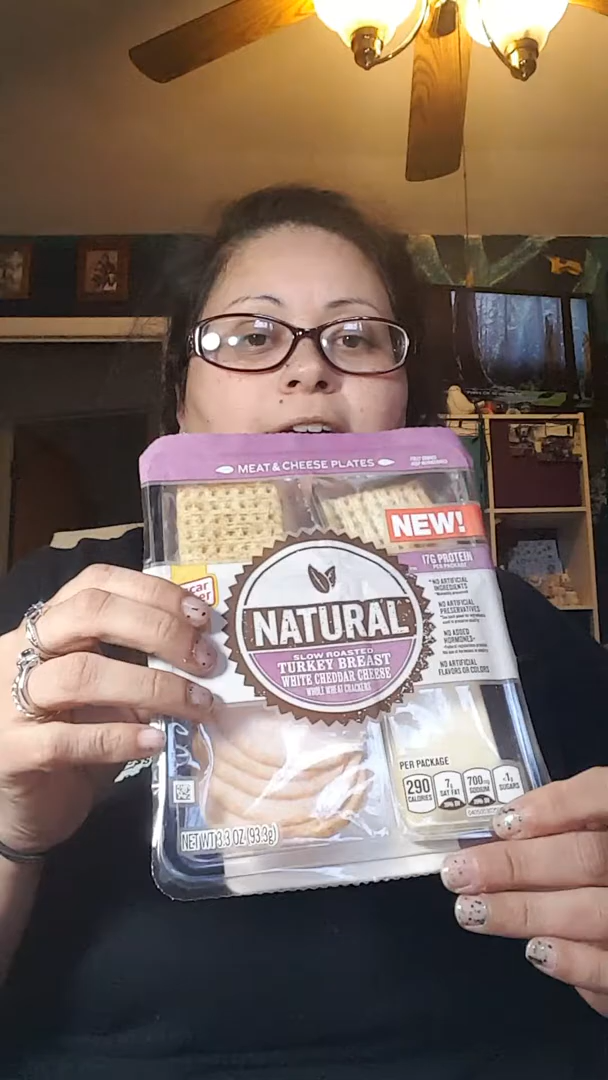 MEAT & CHEESE PLATES
NEW!
17G PROTEIN
PER PACKAGE
NATURAL
SLOW ROASTED
TURKEY BREAST
WHITE CHEDDAR CHEESE
WHOLE WHEAT CRACKERS
*NO ARTIFICIAL
INGREDIENTS
NO ARTIFICIAL
PRESERVATIVES
NO ADDED
HORMONES
NO ARTIFICIAL
FLAVORS OR COLORS
PER PACKAGE
290
CALORIES
7g
SAT FAT
700mg
SODIUM
<1g
SUGARS
NET WT 3.3 OZ (93.3g)